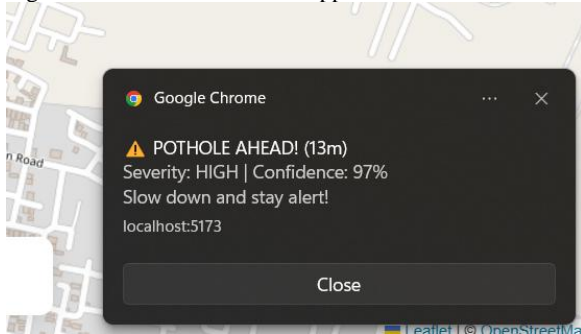 Google Chrome
⚠ POTHOLE AHEAD! (13m)
Severity: HIGH | Confidence: 97%
Slow down and stay alert!
localhost:5173
Close
n Road
Leaflet | © OpenStreetMa